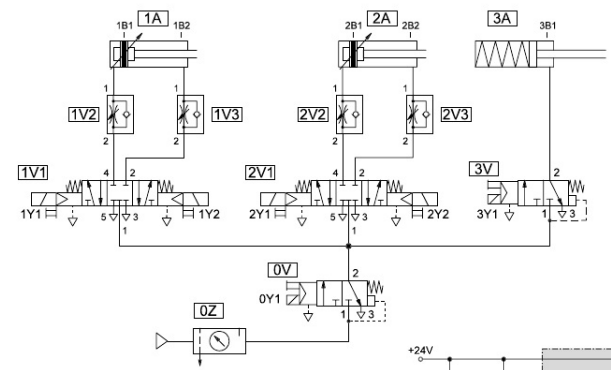 1B1 1A 1B2
2B1 2A 2B2
3A 3B1
1 1
1V2 1V3
2 2
1 1
2V2 2V3
2 2
1V1 4 2
1Y1 5 3 1Y2
1
2V1 4 2
2Y1 5 3 2Y2
1
3V 2
3Y1 1 3
0V 2
0Y1 1 3
0Z
+24V